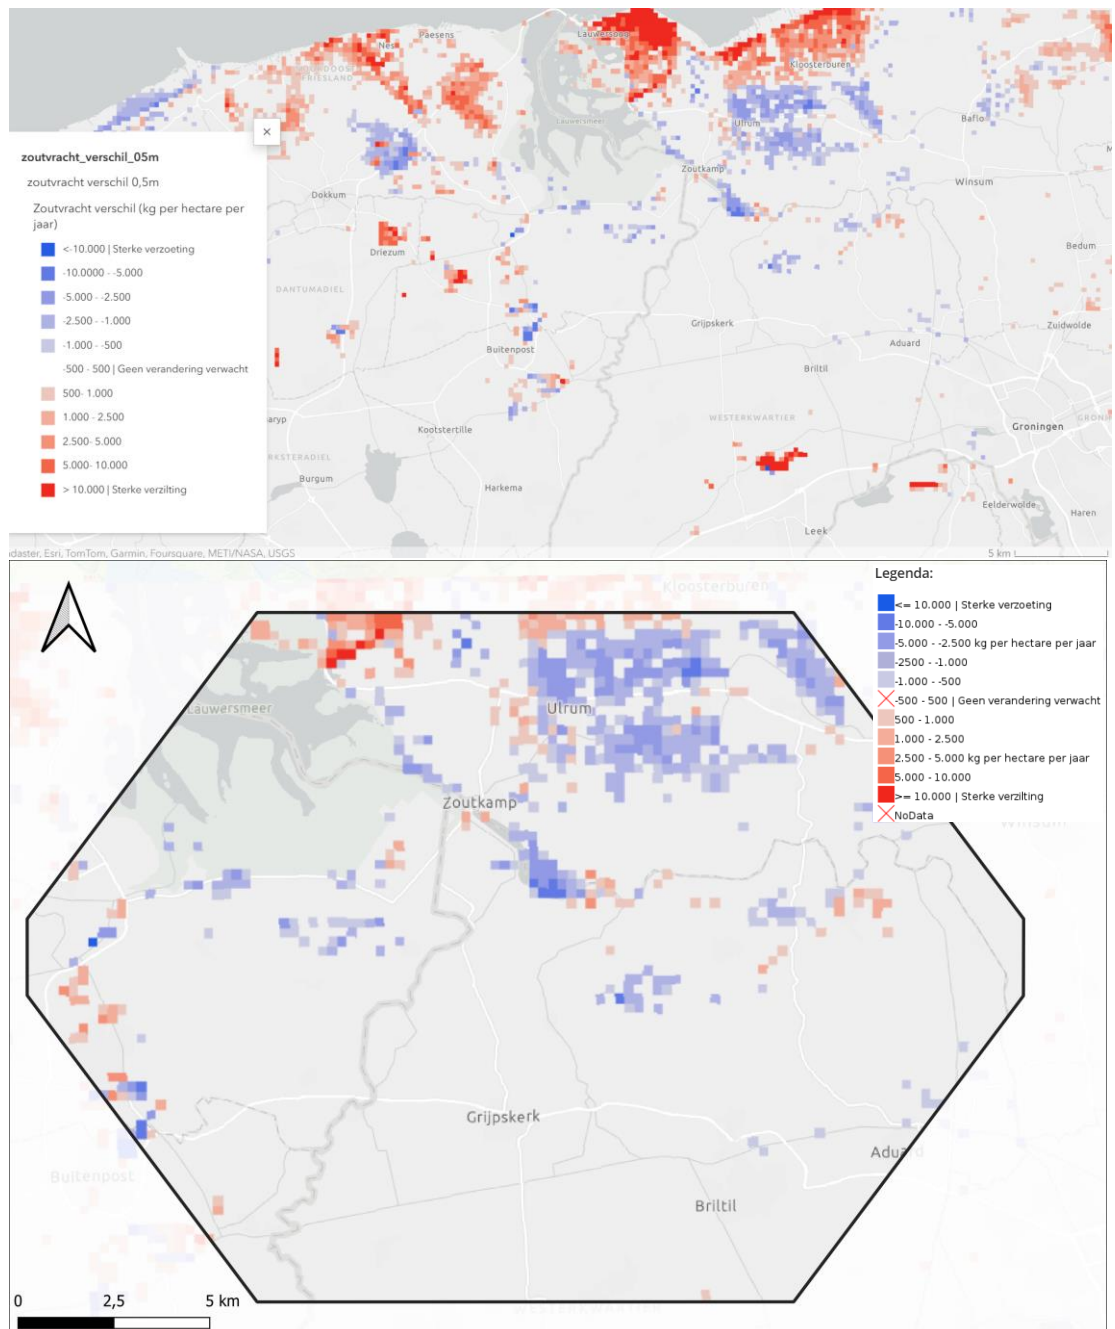 Paesens
Nes
Lauwersoog
Kloosterburen
Lauwersmeer
Ulrum
Baflo
Zoutkamp
Winsum
Dokkum
Driezum
Bedum
DANTUMADIEL
Grijpskerk
Zuidwolde
Buitenpost
Aduard
Briltil
WESTERKWARTIER
Groningen
Kootstertille
Burgum
Harkema
Leek
Eelderwolde
Haren
×
zoutvracht_verschil_05m
zoutvracht verschil 0,5m
Zoutvracht verschil (kg per hectare per
jaar)
<-10.000 | Sterke verzoeting
-10.0000 - -5.000
-5.000 - -2.500
-2.500 - -1.000
-1.000 - -500
-500 - 500 | Geen verandering verwacht
500- 1.000
1.000 - 2.500
2.500- 5.000
5.000- 10.000
> 10.000 | Sterke verzilting
Esri, TomTom, Garmin, Foursquare, METI/NASA, USGS
5 km
Kloosterburen
Legenda:
<= 10.000 | Sterke verzoeting
-10.000 - -5.000
-5.000 - -2.500 kg per hectare per jaar
-2500 - -1.000
-1.000 - -500
-500 - 500 | Geen verandering verwacht
500 - 1.000
1.000 - 2.500
2.500 - 5.000 kg per hectare per jaar
5.000 - 10.000
>= 10.000 | Sterke verzilting
NoData
Lauwersmeer
Ulrum
Zoutkamp
Winsum
Grijpskerk
Aduard
Buitenpost
Briltil
WESTERKWARTIER
0 2,5 5 km